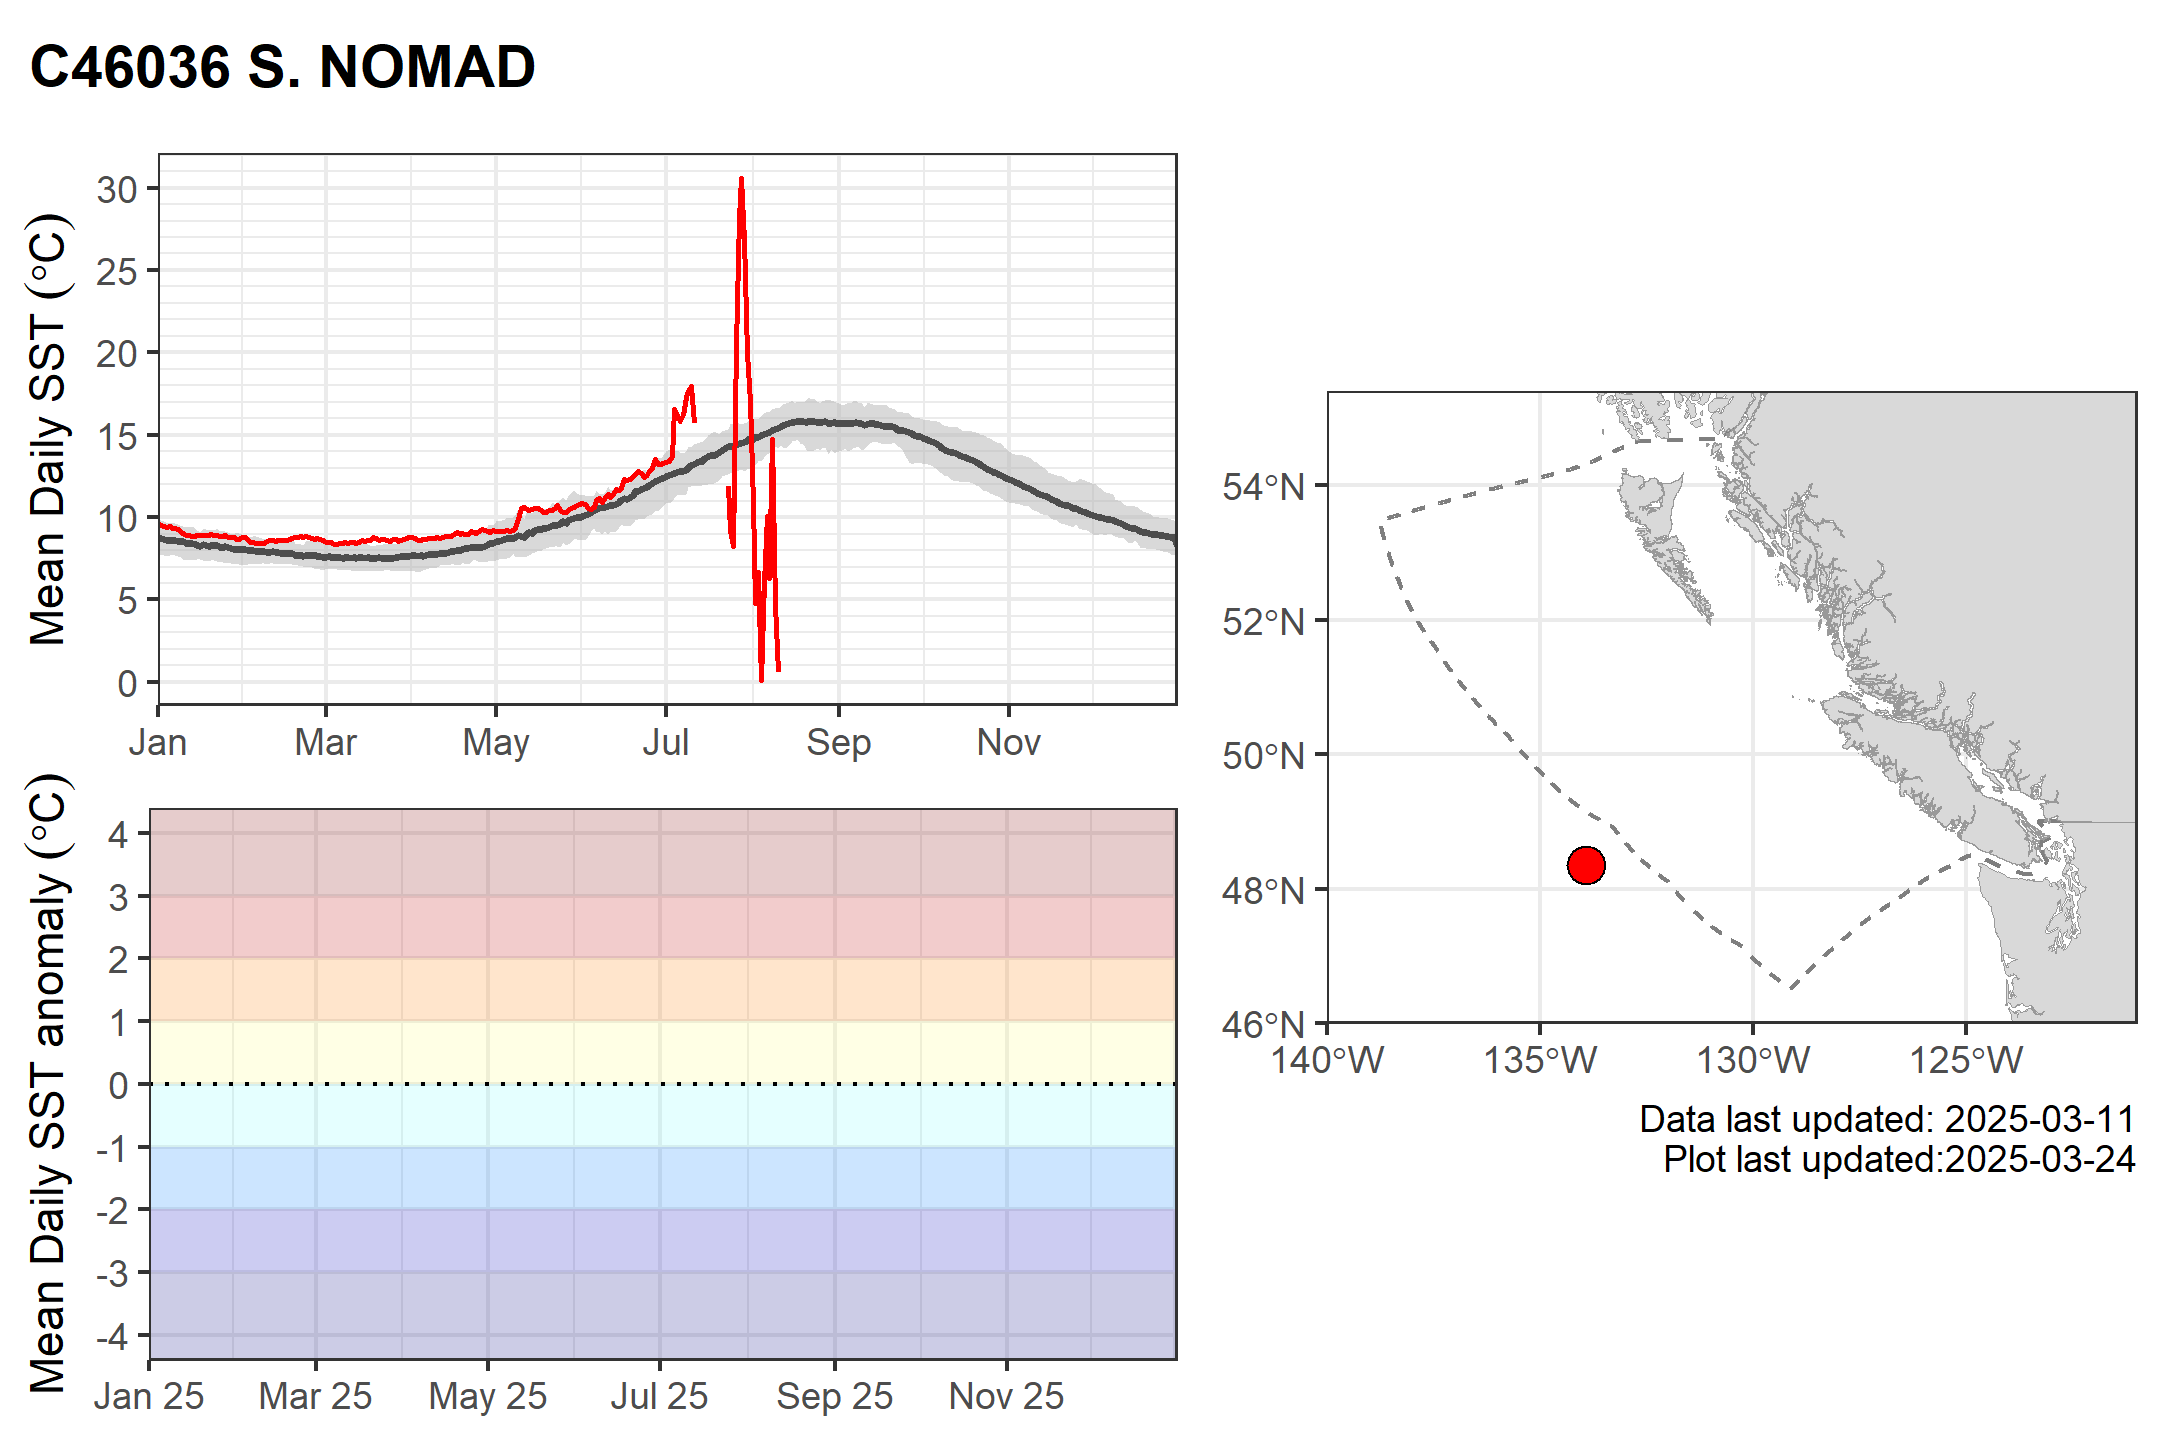 C46036 S. NOMAD
Mean Daily SST (°C)
30
25
20
15
10
5
0
Jan Mar May Jul Sep Nov
Mean Daily SST anomaly (°C)
4
3
2
1
0
-1
-2
-3
-4
Jan 25 Mar 25 May 25 Jul 25 Sep 25 Nov 25
54°N
52°N
50°N
48°N
46°N
140°W 135°W 130°W 125°W
Data last updated: 2025-03-11
Plot last updated:2025-03-24